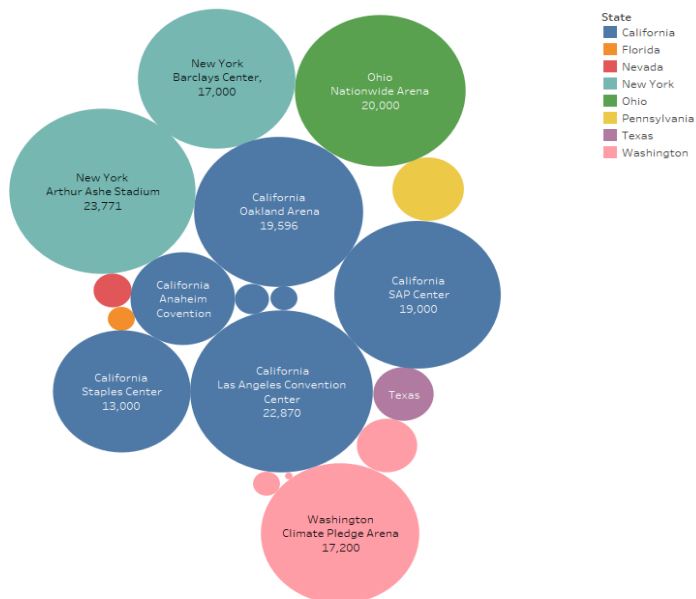 State
California
Florida
Nevada
New York
Ohio
Pennsylvania
Texas
Washington
New York
Barclays Center,
17,000
Ohio
Nationwide Arena
20,000
New York
Arthur Ashe Stadium
23,771
California
Oakland Arena
19,596
California
Anaheim
Covention
California
SAP Center
19,000
California
Staples Center
13,000
California
Las Angeles Convention
Center
22,870
Texas
Washington
Climate Pledge Arena
17,200